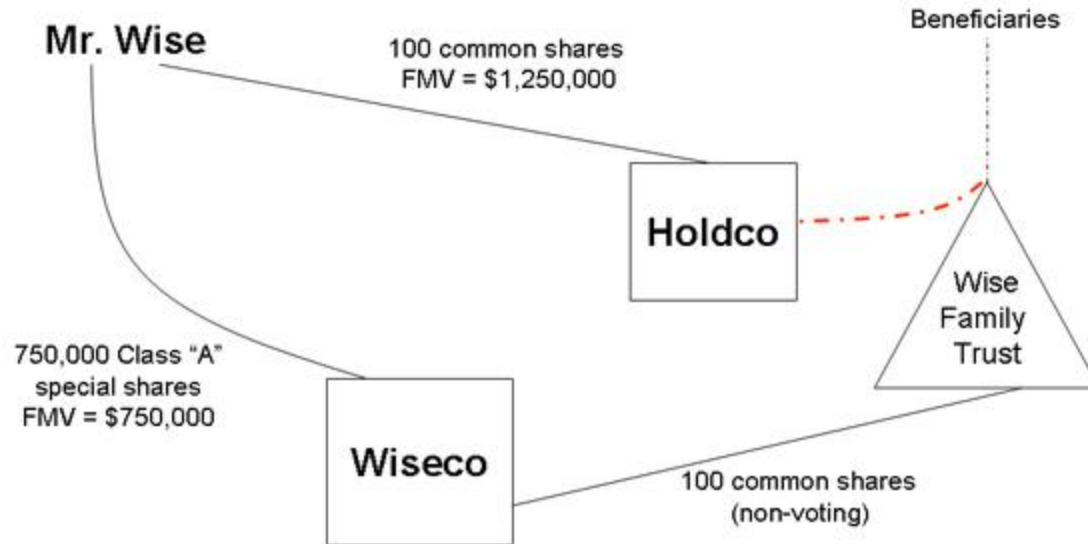 Beneficiaries
Mr. Wise
100 common shares
FMV = $1,250,000
Holdco
Wise
Family
Trust
750,000 Class “A”
special shares
FMV = $750,000
Wiseco
100 common shares
(non-voting)